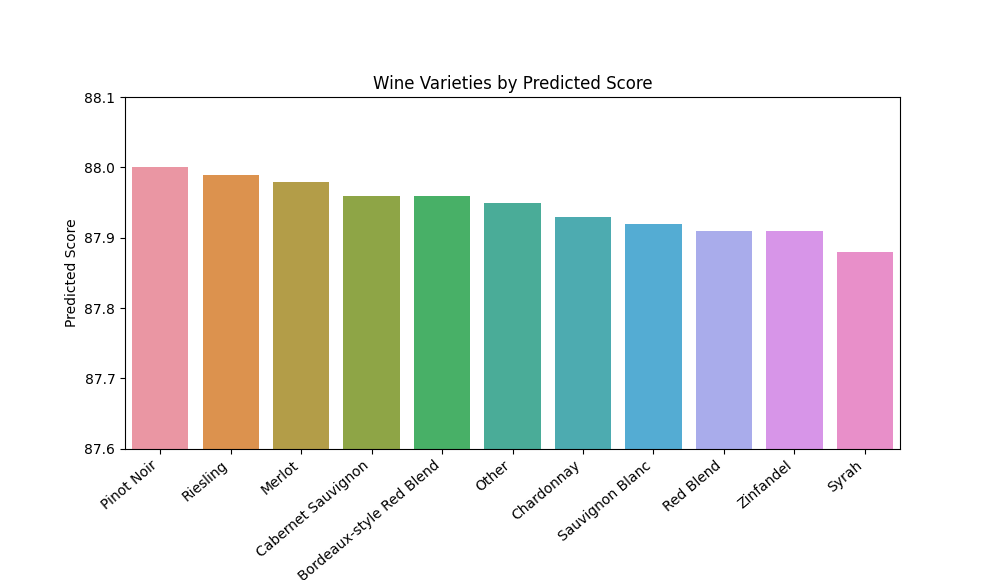 Wine Varieties by Predicted Score
Predicted Score
88.1
88.0
87.9
87.8
87.7
87.6
Pinot Noir
Riesling
Merlot
Cabernet Sauvignon
Bordeaux-style Red Blend
Other
Chardonnay
Sauvignon Blanc
Red Blend
Zinfandel
Syrah